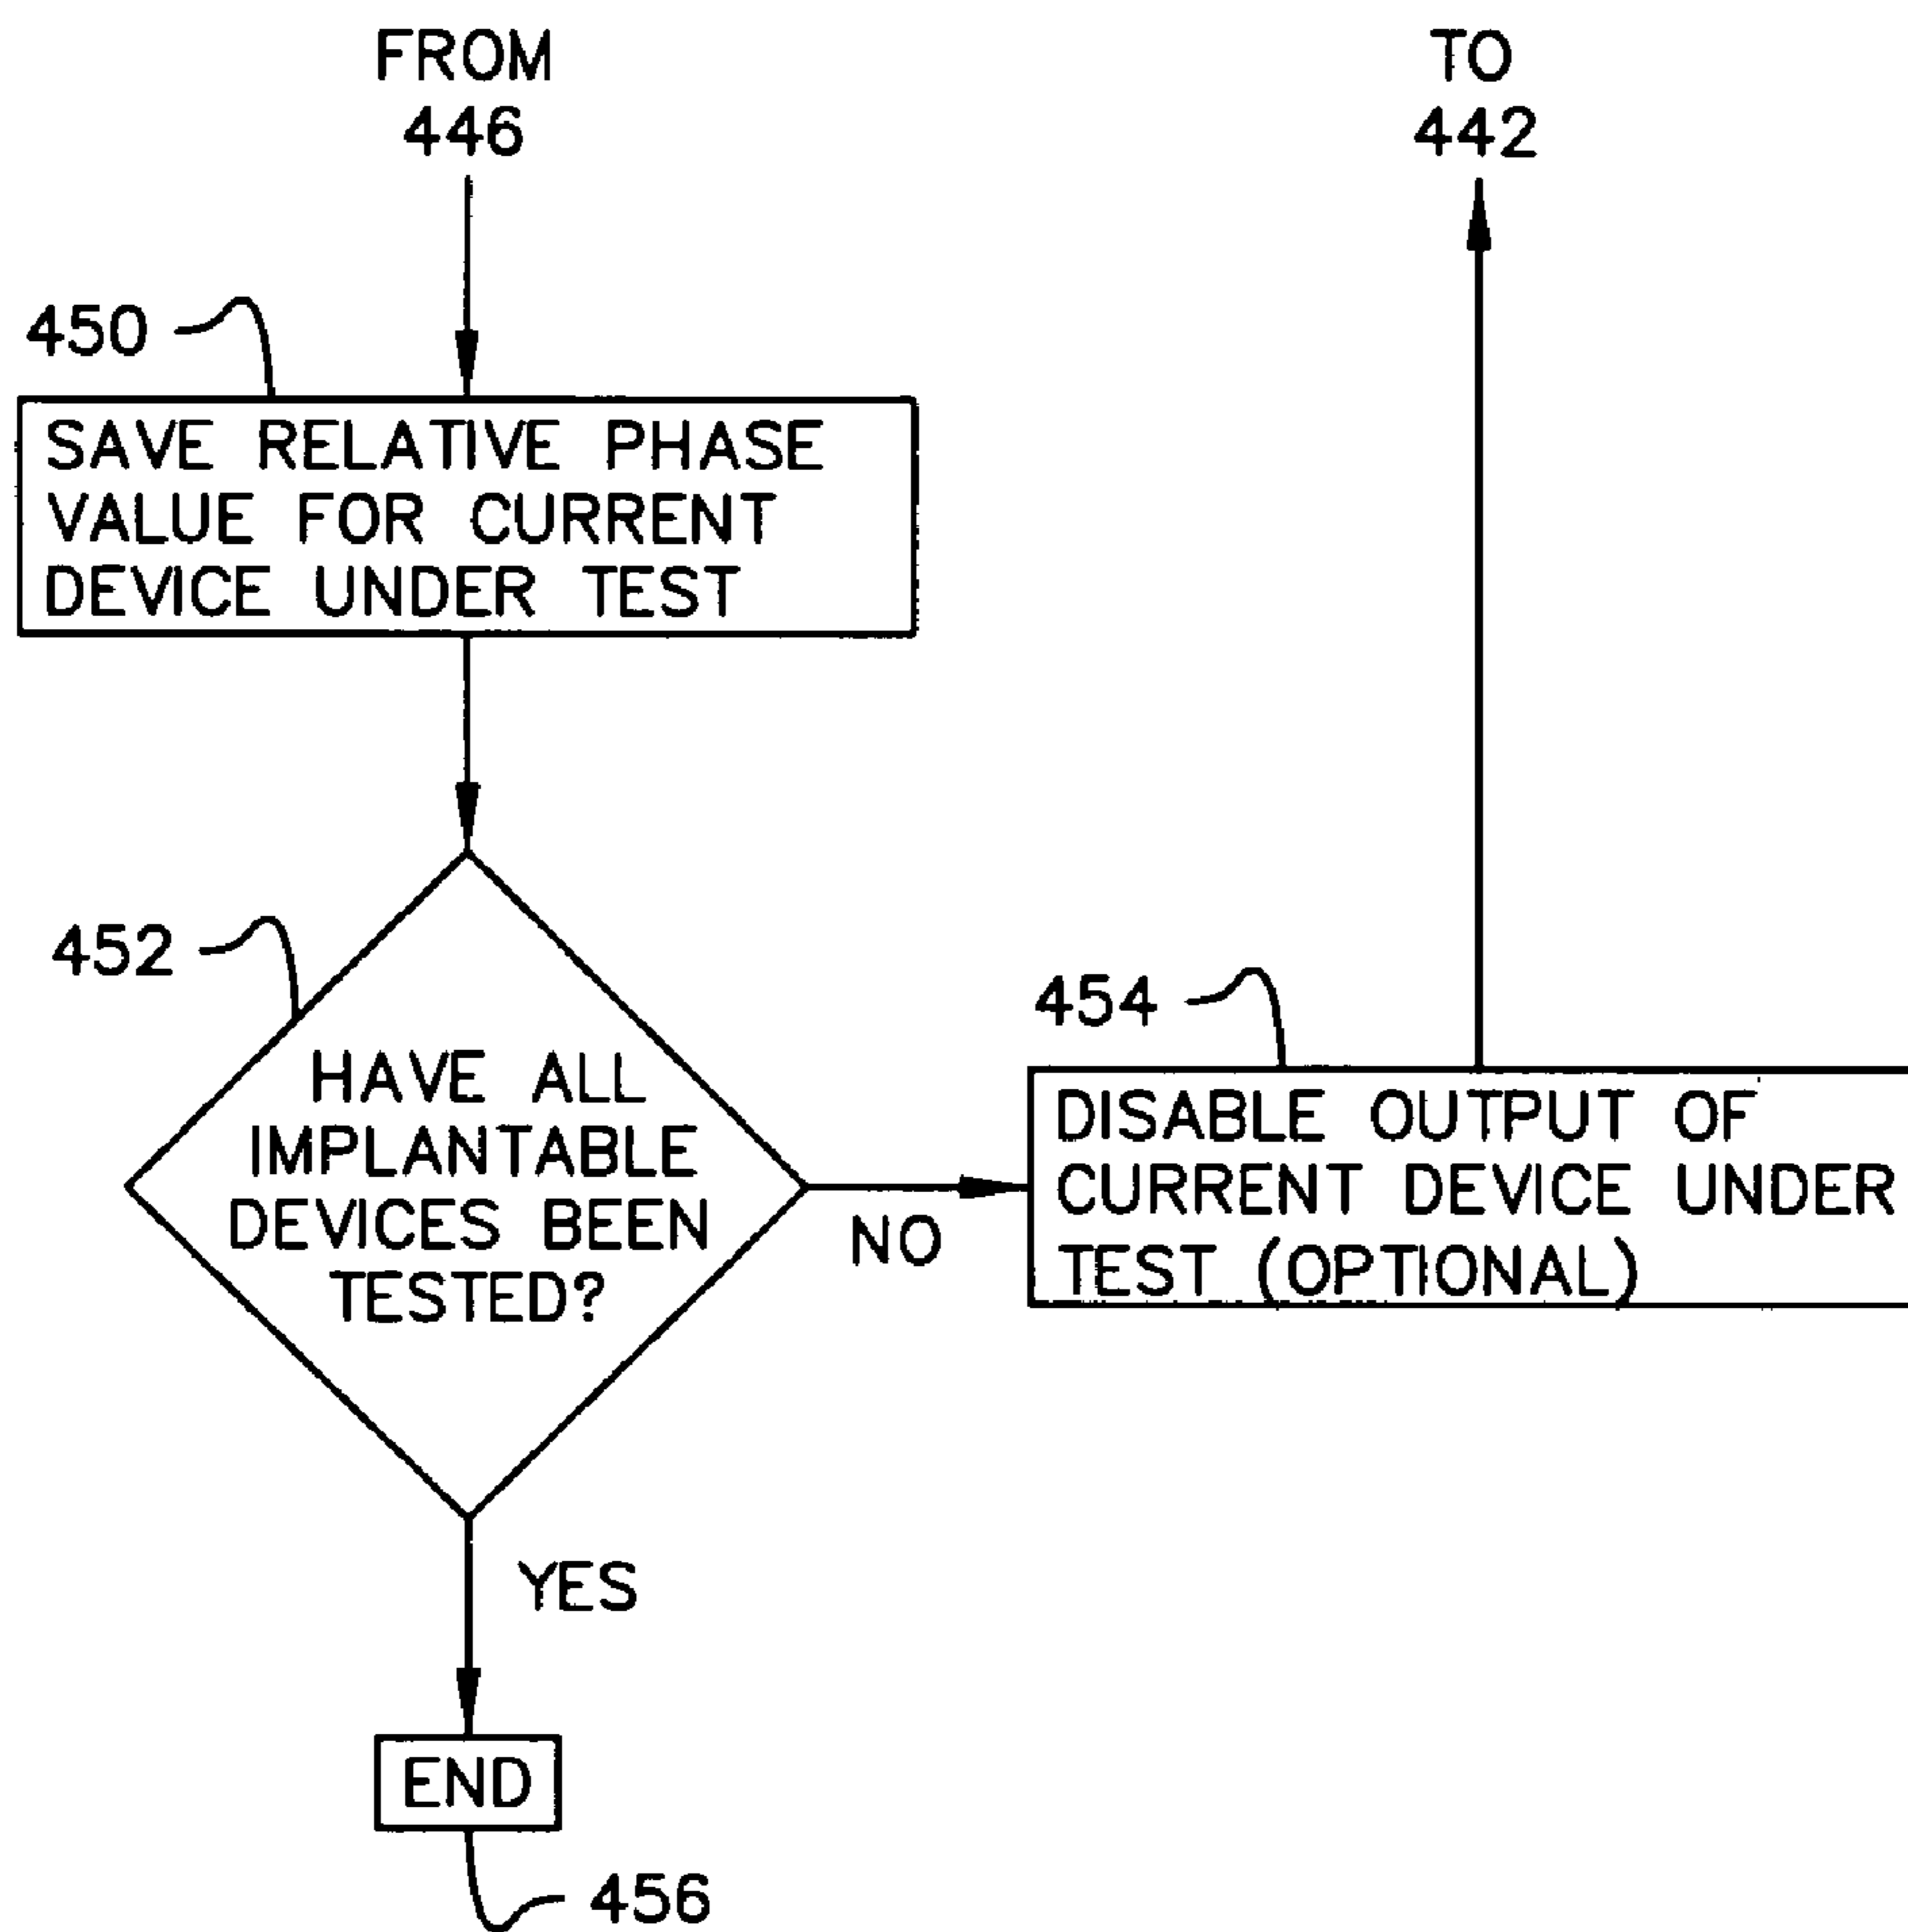 FROM
446
TO
442
450
SAVE RELATIVE PHASE
VALUE FOR CURRENT
DEVICE UNDER TEST
452
HAVE ALL
IMPLANTABLE
DEVICES BEEN
TESTED?
NO
454
DISABLE OUTPUT OF
CURRENT DEVICE UNDER
TEST (OPTIONAL)
YES
END
456